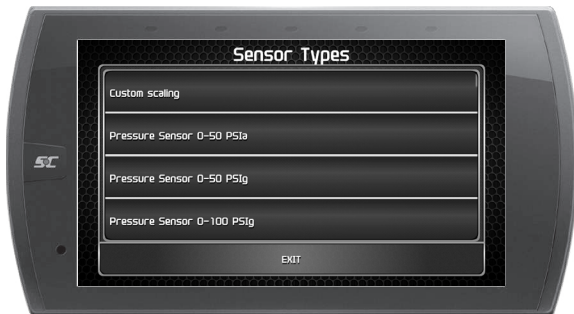 Sensor Types
Custom scaling
Pressure Sensor 0-50 PSIa
Pressure Sensor 0-50 PSIg
Pressure Sensor 0-100 PSIg
EXIT